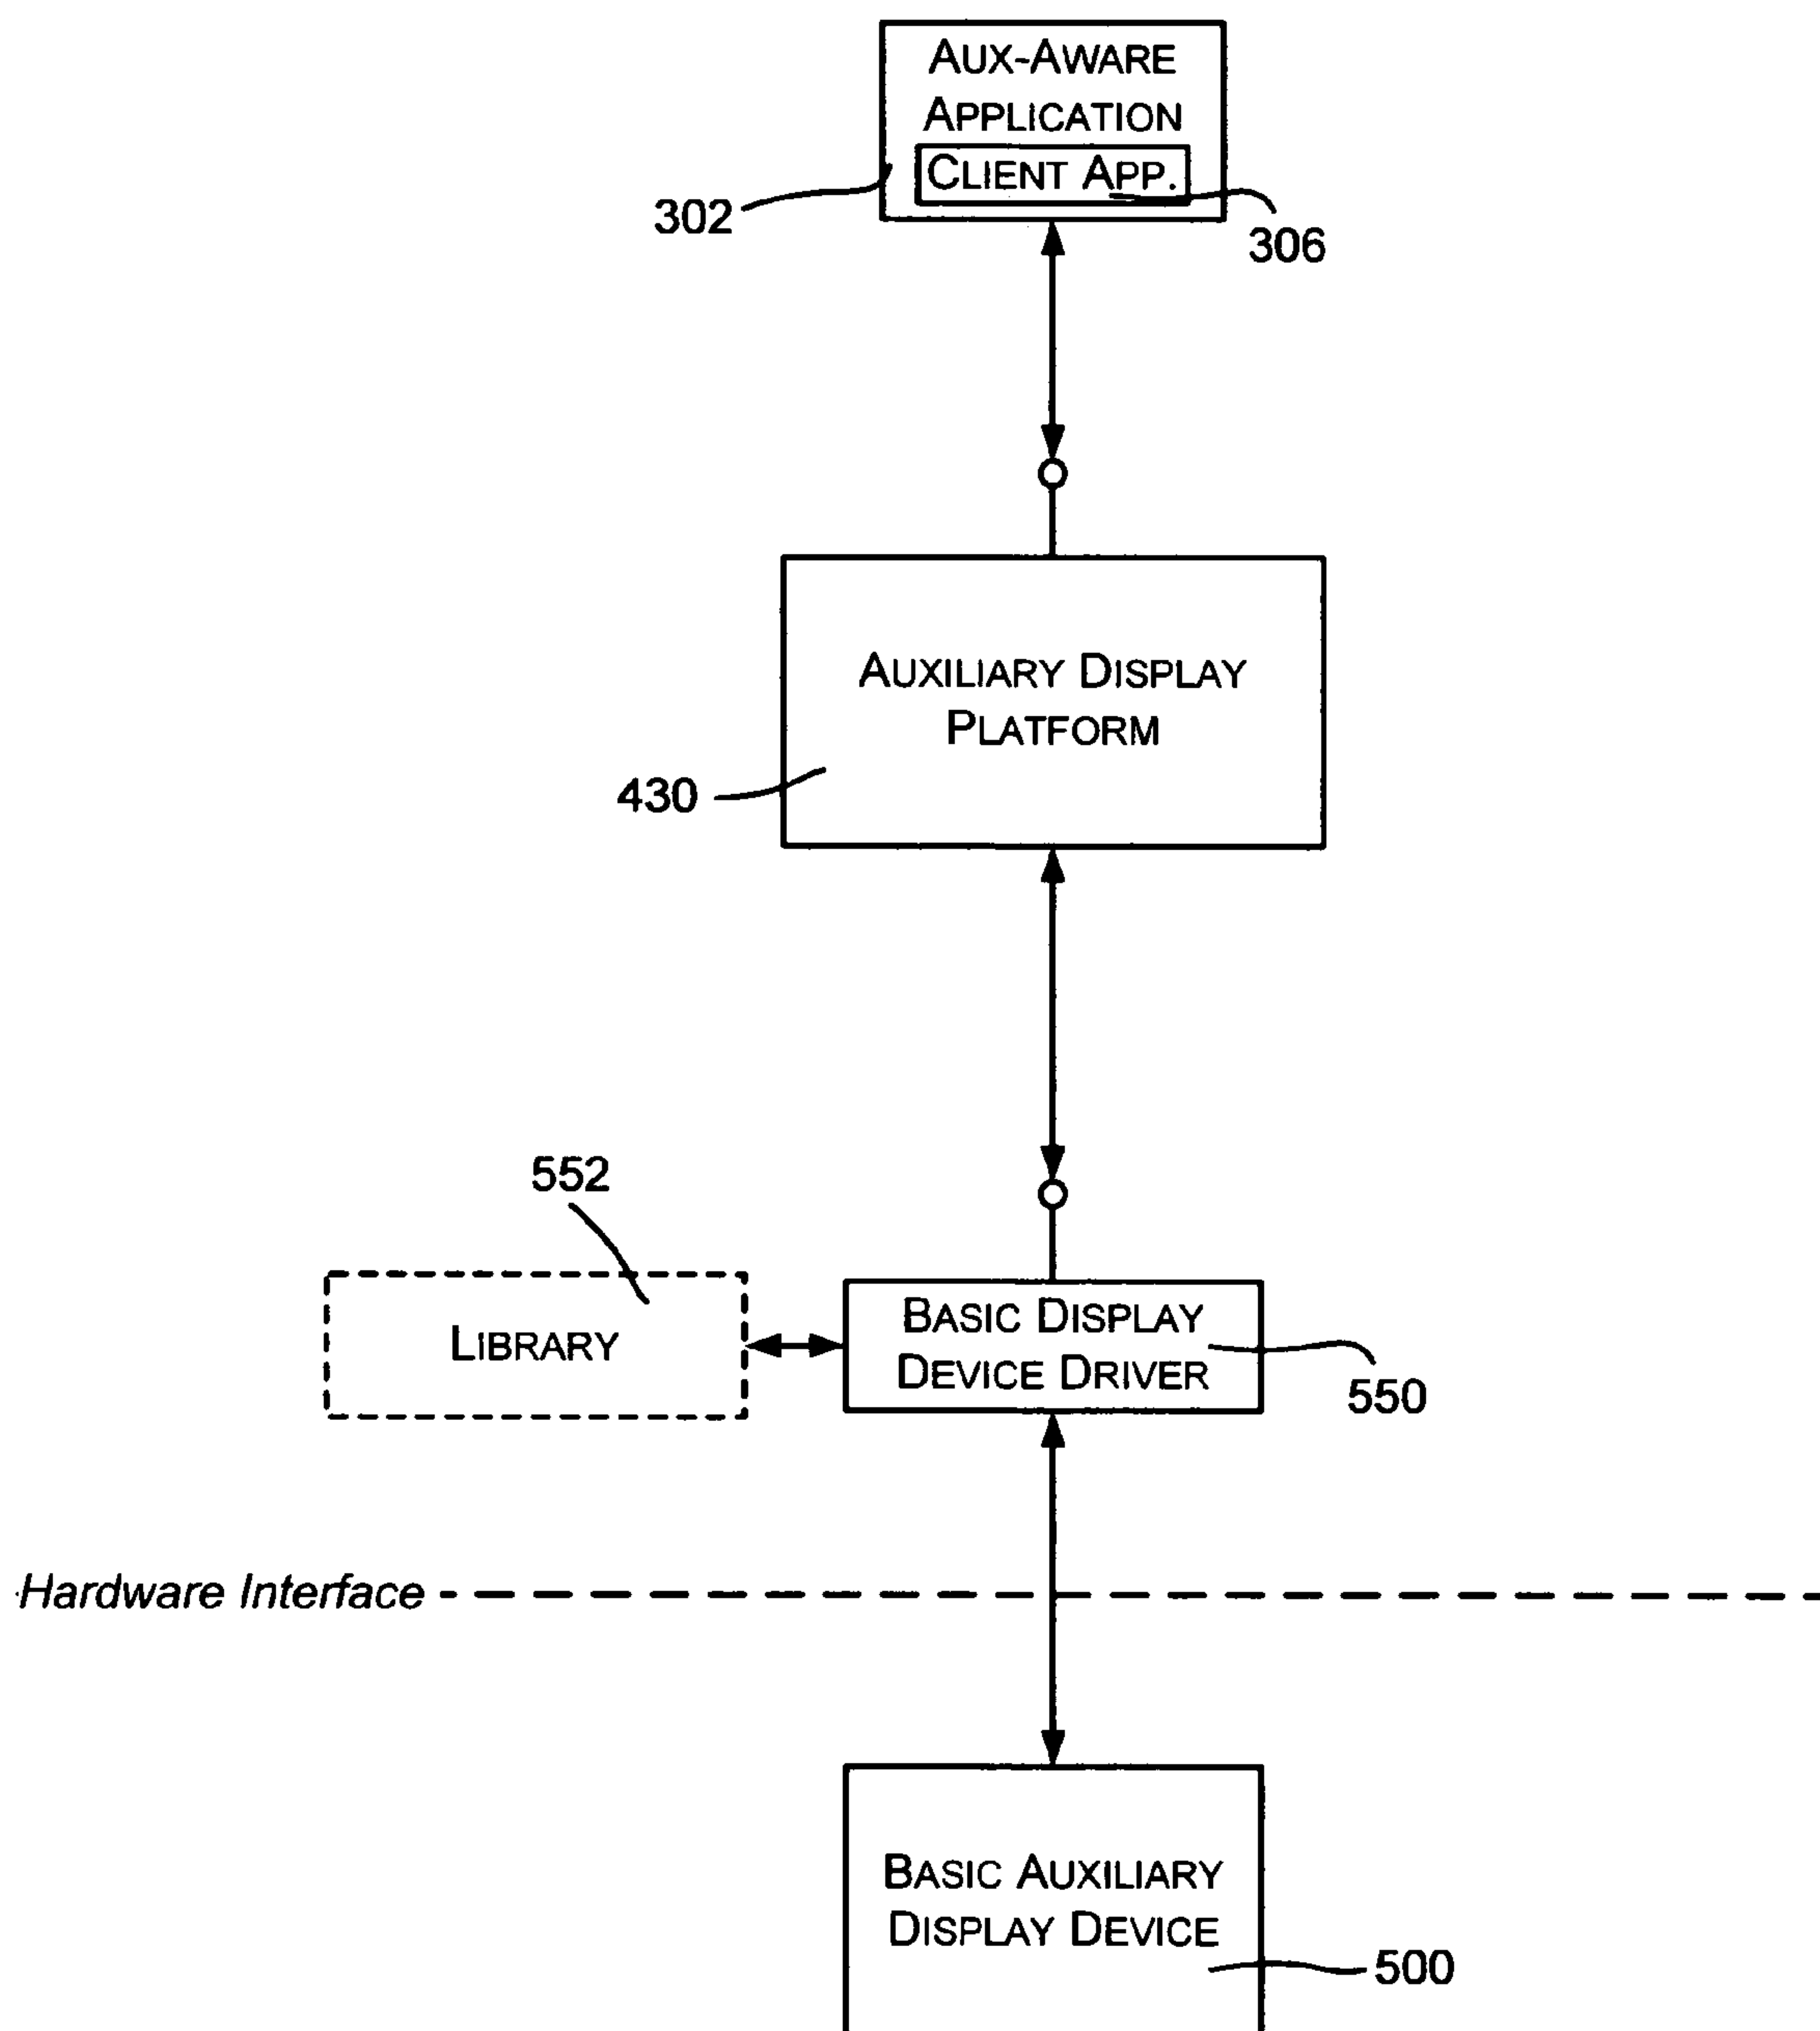 AUX-AWARE
APPLICATION
CLIENT APP.
302
306
AUXILIARY DISPLAY
PLATFORM
430
552
LIBRARY
BASIC DISPLAY
DEVICE DRIVER
550
Hardware Interface
BASIC AUXILIARY
DISPLAY DEVICE
500